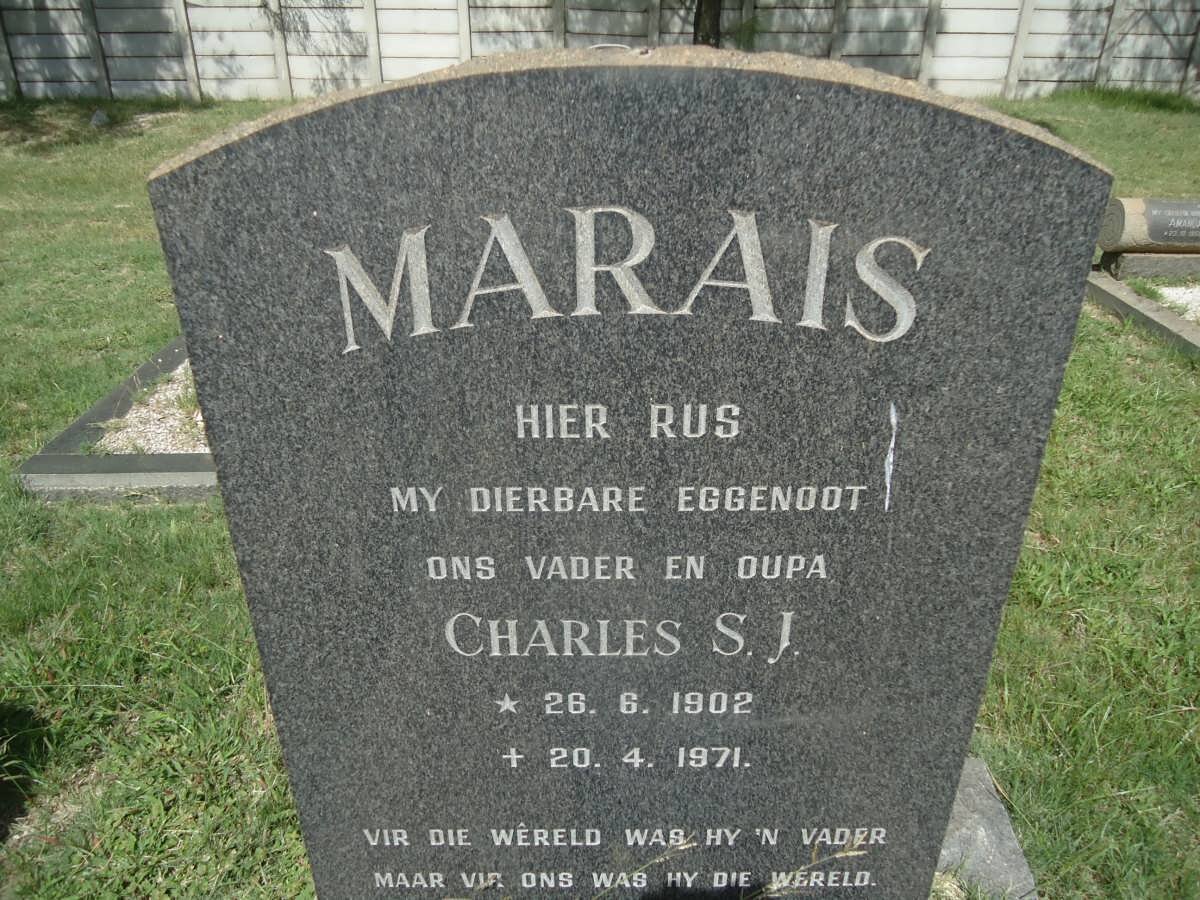 MARAIS
HIER RUS
MY DIERBARE EGGENOOT
ONS VADER EN OUPA
CHARLES S. J.
★ 26. 6. 1902
✝ 20. 4. 1971.
VIR DIE WÊRELD WAS HY 'N VADER
MAAR VIR ONS WAS HY DIE WÊRELD.